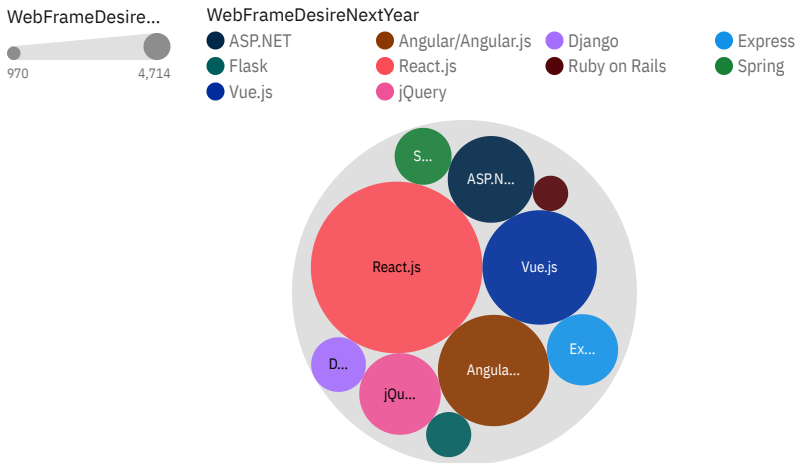 WebFrameDesire...
970 4,714
WebFrameDesireNextYear
ASP.NET Angular/Angular.js Django Express
Flask React.js Ruby on Rails Spring
Vue.js jQuery
S...
ASP.N...
React.js
Vue.js
Ex...
D...
Angula...
jQu...